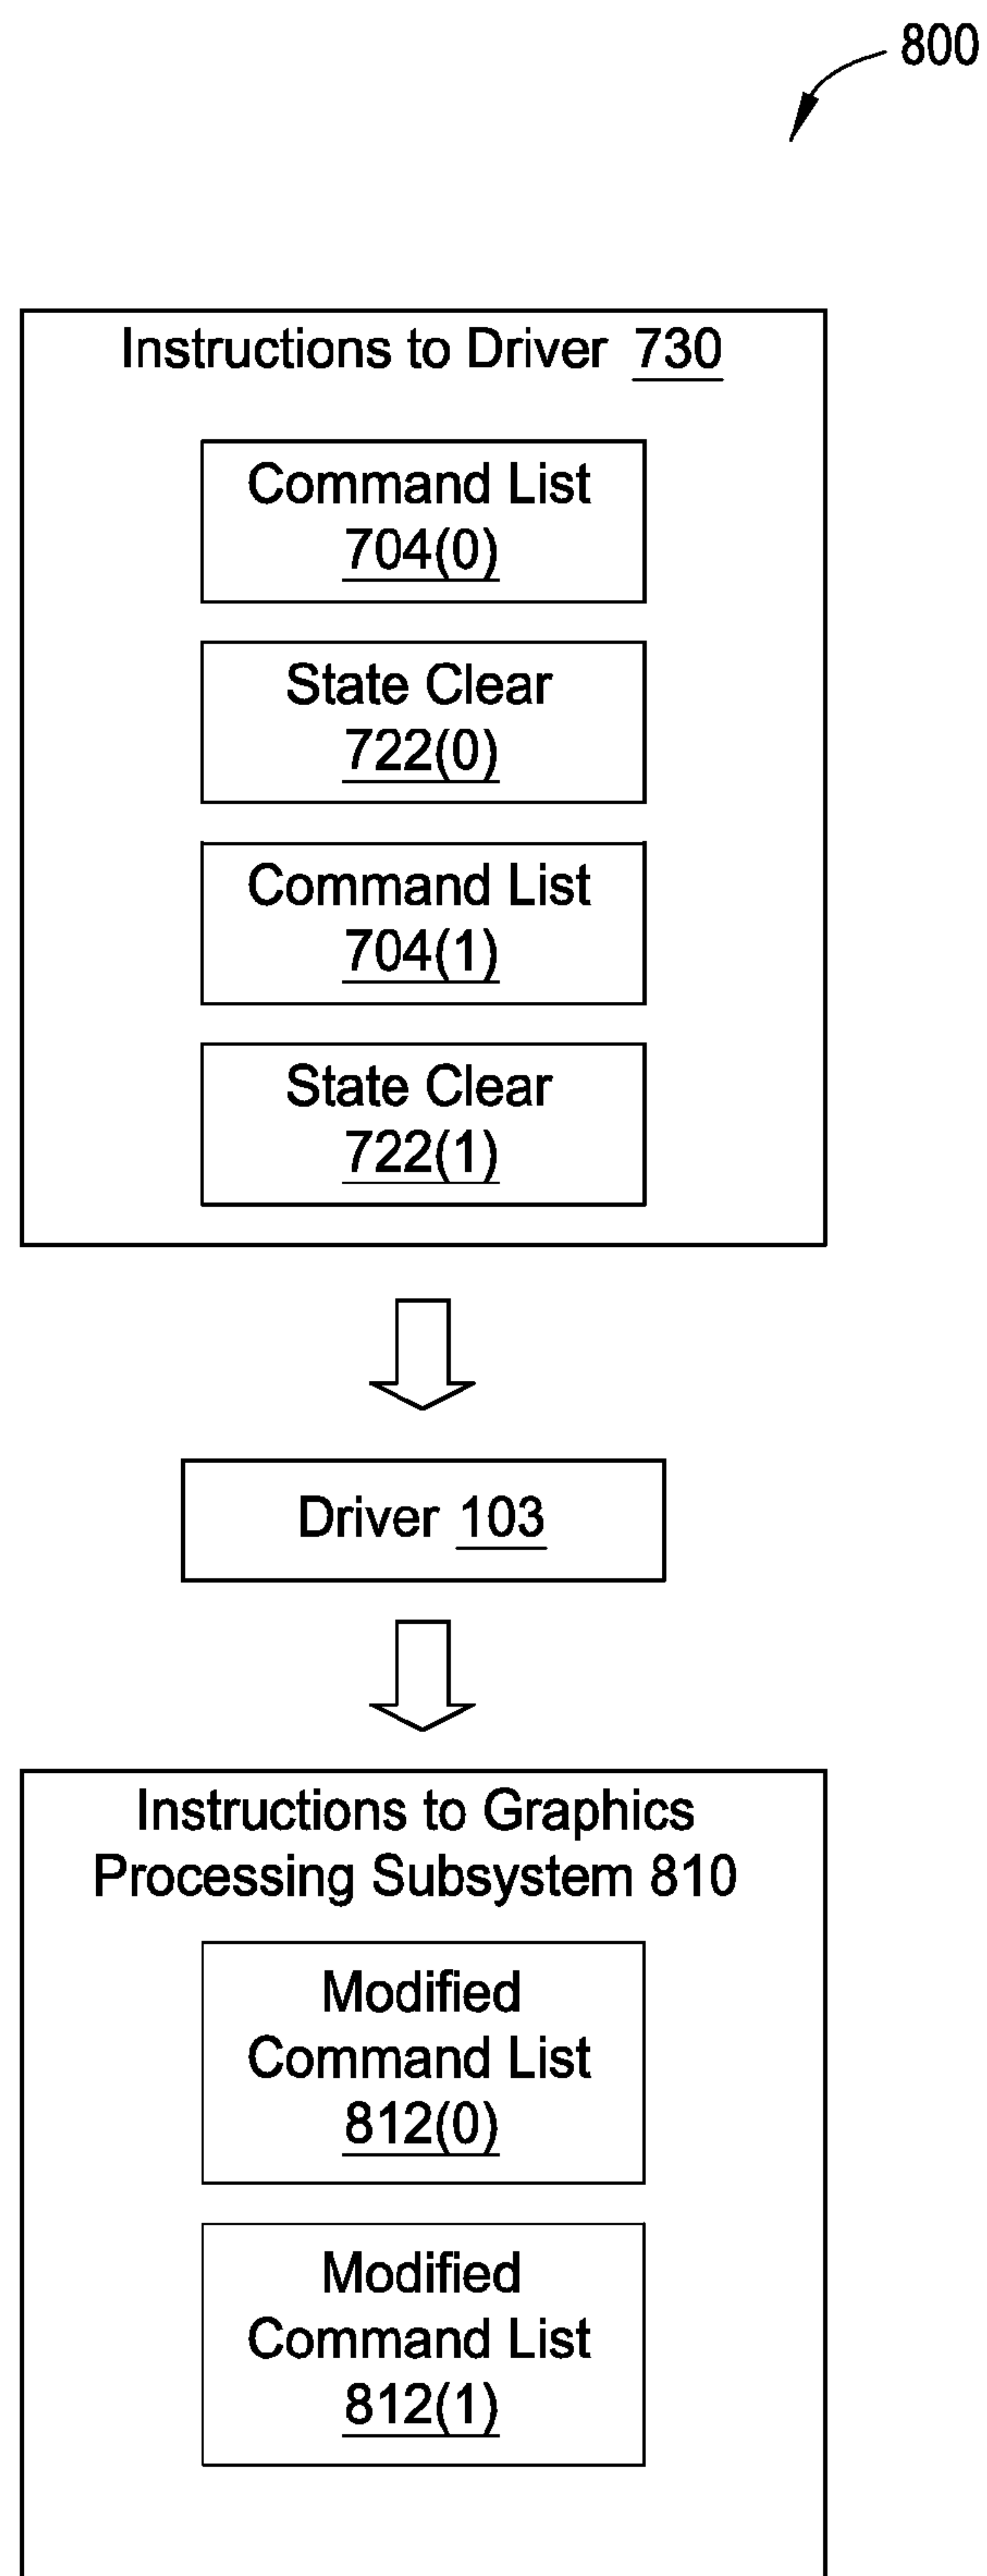 800
Instructions to Driver 730
Command List
704(0)
State Clear
722(0)
Command List
704(1)
State Clear
722(1)
Driver 103
Instructions to Graphics
Processing Subsystem 810
Modified
Command List
812(0)
Modified
Command List
812(1)